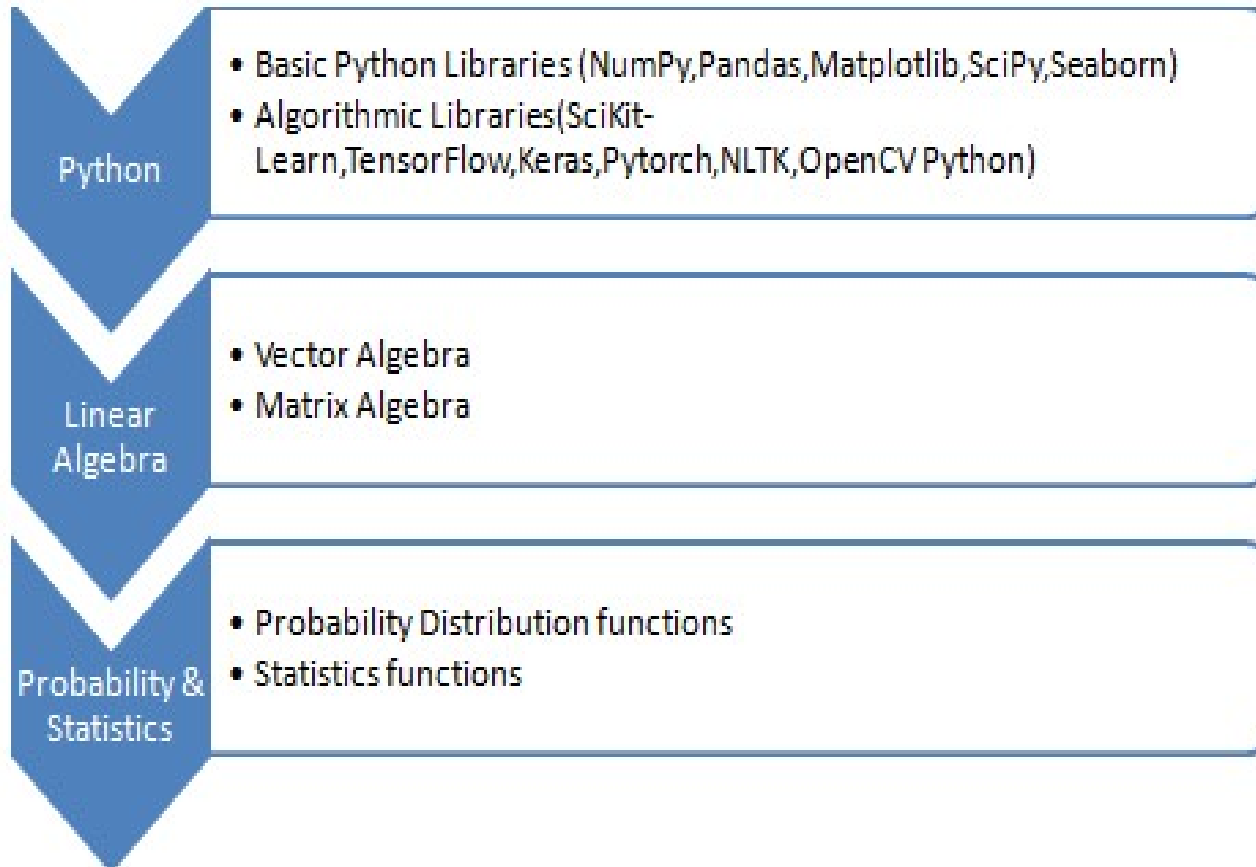 Python
• Basic Python Libraries (NumPy,Pandas,Matplotlib,SciPy,Seaborn)
• Algorithmic Libraries(SciKit-
Learn,TensorFlow,Keras,Pytorch,NLTK,OpenCV Python)
Linear
Algebra
• Vector Algebra
• Matrix Algebra
Probability &
Statistics
• Probability Distribution functions
• Statistics functions